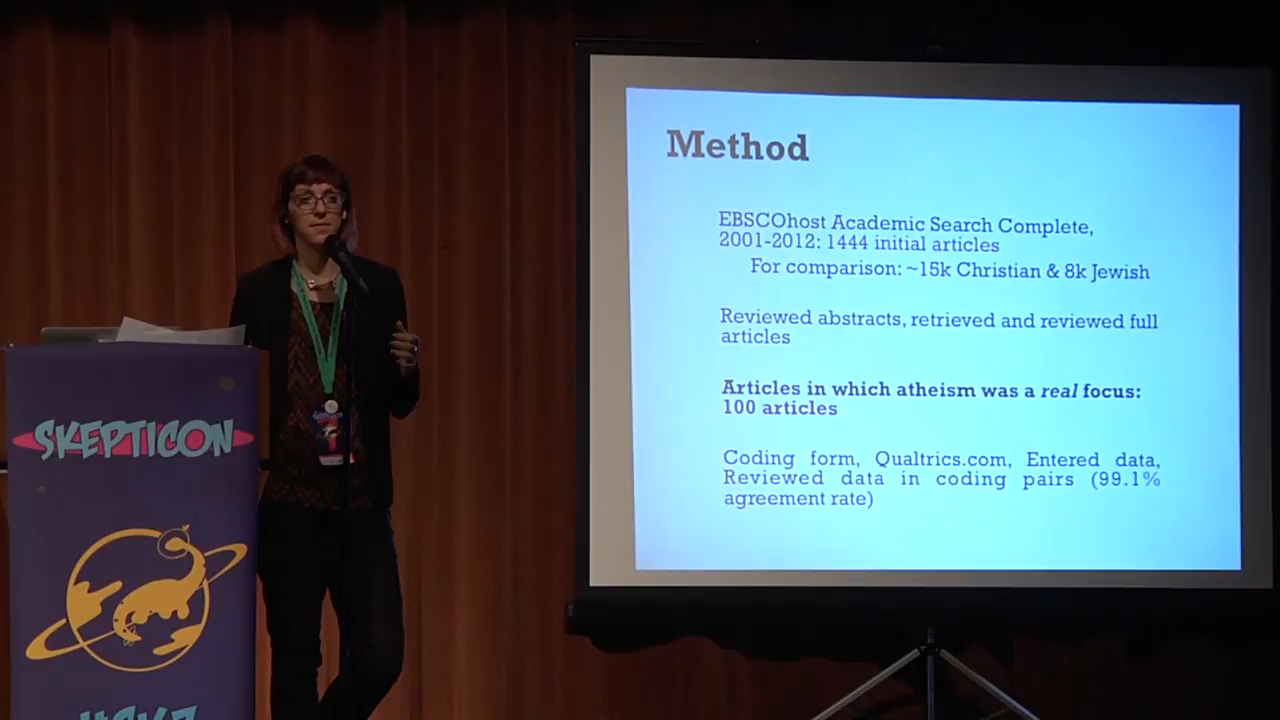 Method
EBSCOhost Academic Search Complete,
2001-2012: 1444 initial articles
For comparison: ~15k Christian & 8k Jewish
Reviewed abstracts, retrieved and reviewed full
articles
Articles in which atheism was a real focus:
100 articles
Coding form, Qualtrics.com, Entered data,
Reviewed data in coding pairs (99.1%
agreement rate)
SKEPTICON